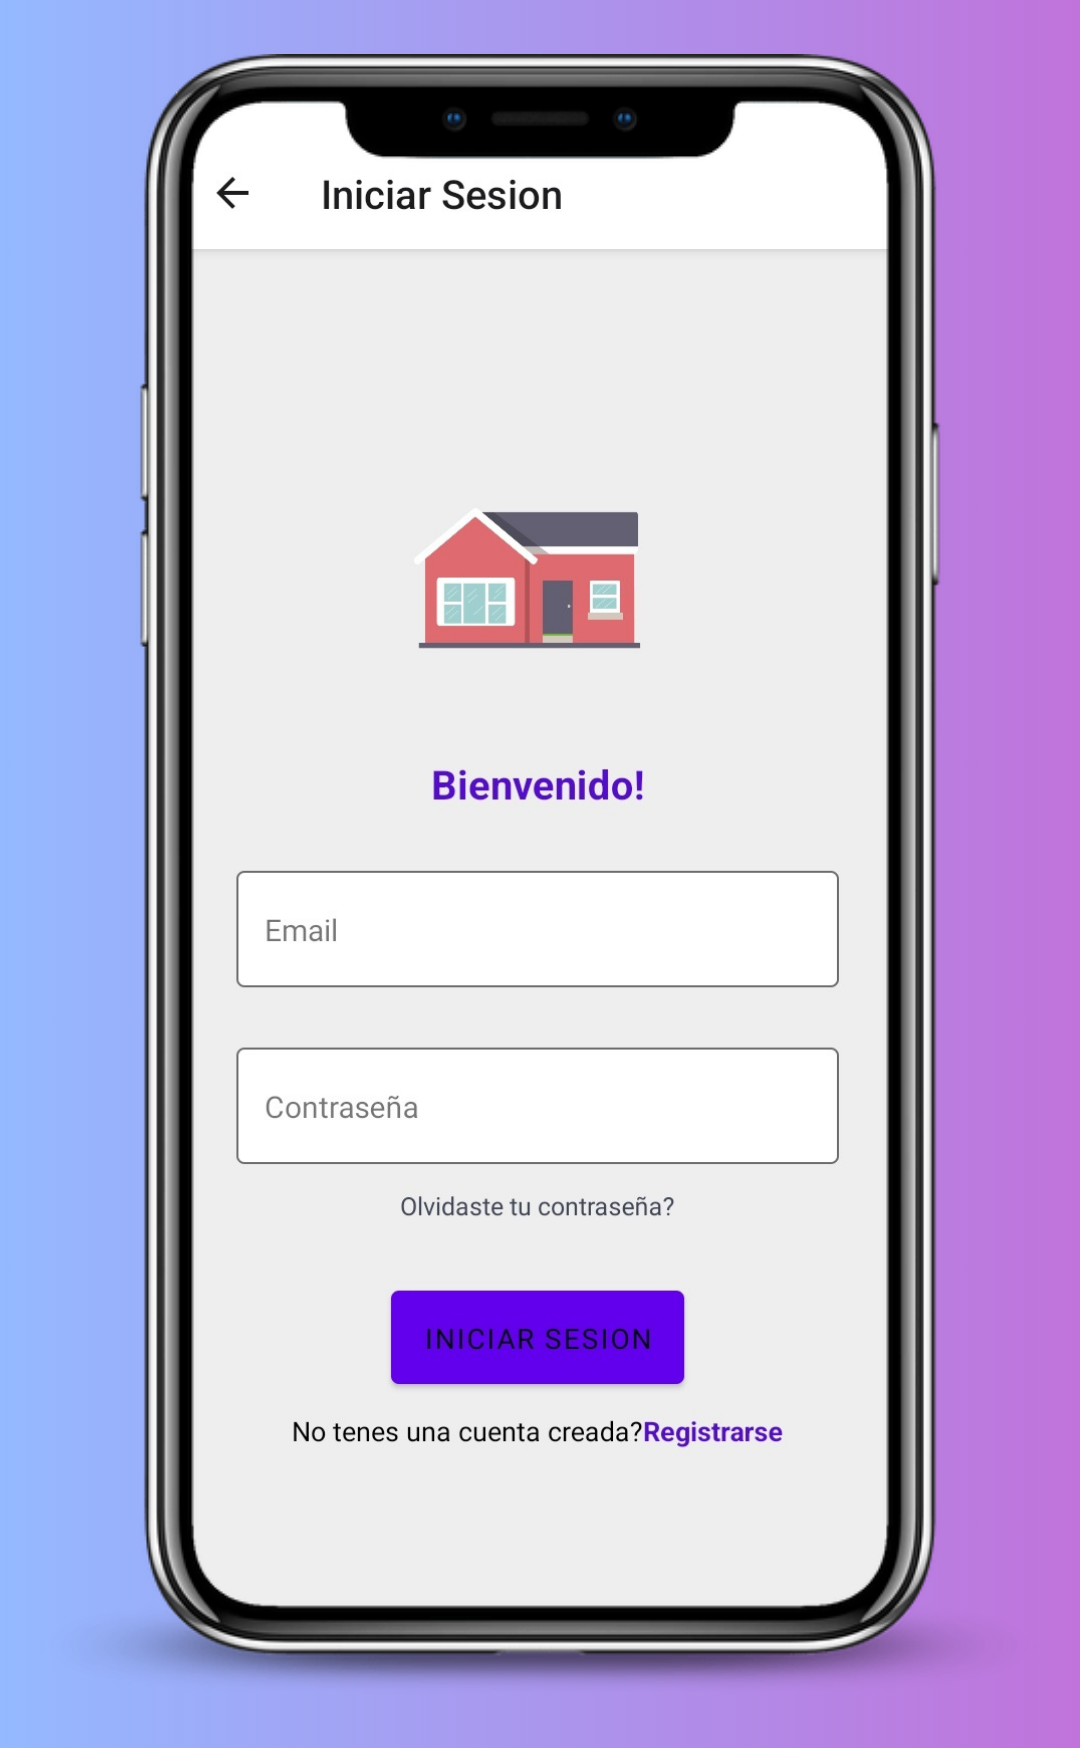 Iniciar Sesion
Bienvenido!
Email
Contraseña
Olvidaste tu contraseña?
INICIAR SESION
No tenes una cuenta creada?Registrarse